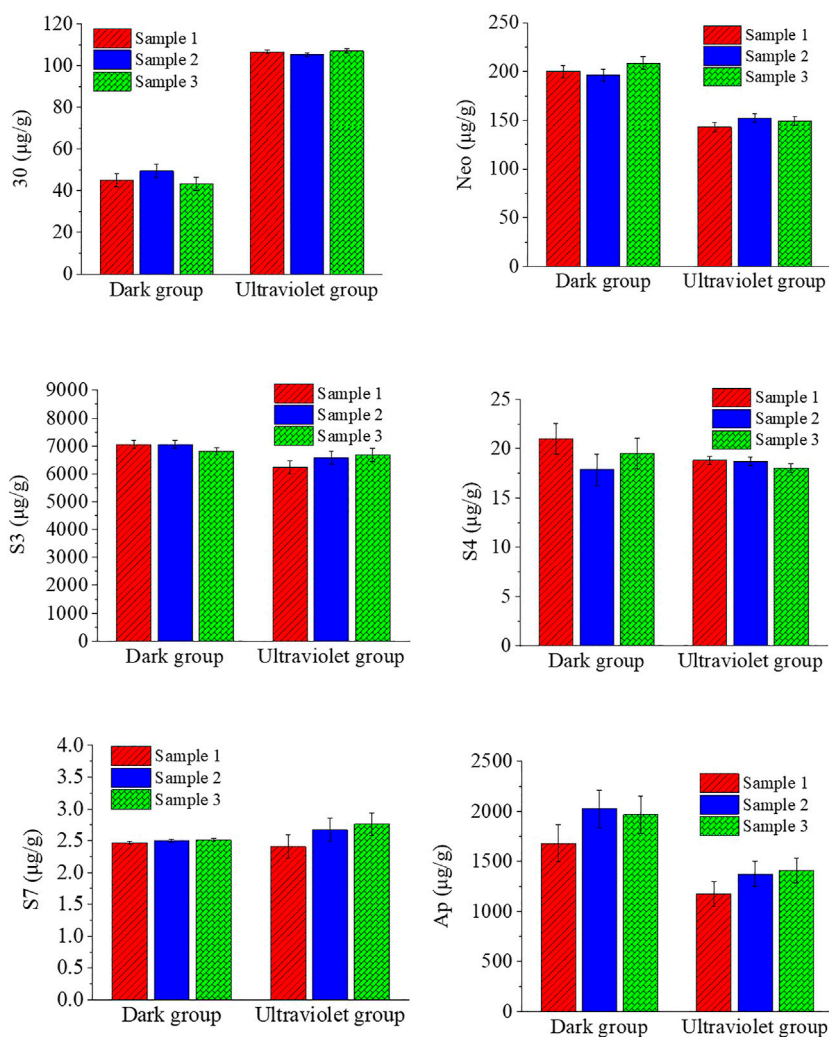 30 (μg/g)
120
100
80
60
40
20
0
Sample 1
Sample 2
Sample 3
Dark group
Ultraviolet group
Neo (μg/g)
250
200
150
100
50
0
Sample 1
Sample 2
Sample 3
Dark group
Ultraviolet group
S3 (μg/g)
9000
8000
7000
6000
5000
4000
3000
2000
1000
0
Sample 1
Sample 2
Sample 3
Dark group
Ultraviolet group
S4 (μg/g)
25
20
15
10
5
0
Sample 1
Sample 2
Sample 3
Dark group
Ultraviolet group
S7 (μg/g)
4.0
3.5
3.0
2.5
2.0
1.5
1.0
0.5
0.0
Sample 1
Sample 2
Sample 3
Dark group
Ultraviolet group
Ap (μg/g)
2500
2000
1500
1000
500
0
Sample 1
Sample 2
Sample 3
Dark group
Ultraviolet group